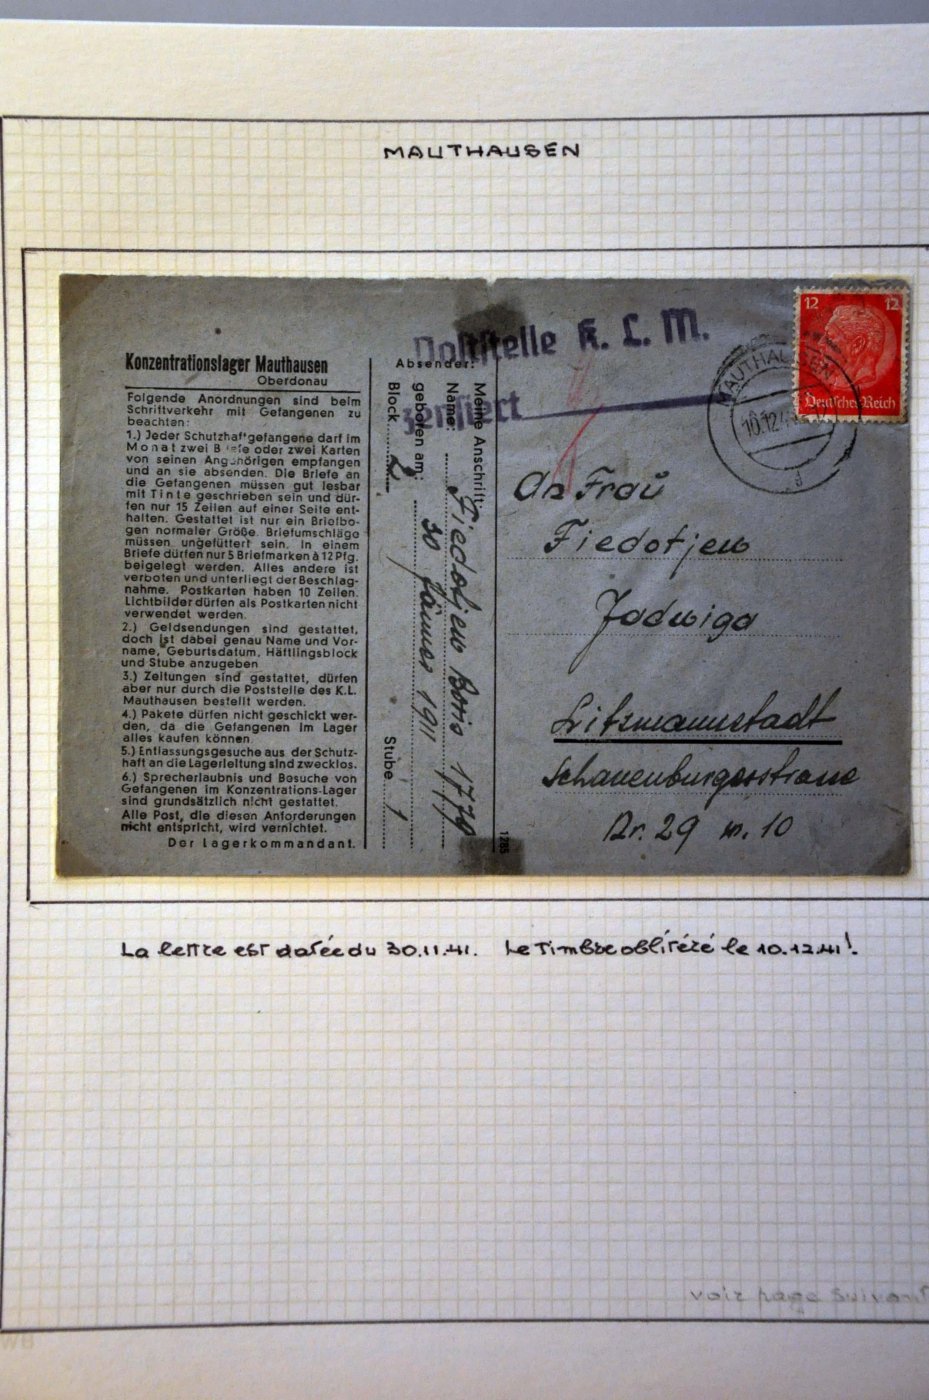 MAUTHAUSEN
Konzentrationslager Mauthausen
Oberdonau
Folgende Anordnungen sind beim
Schriftverkehr mit Gefangenen zu
beachten:
1.) Jeder Schutzhaftgefangene darf im
Monat zwei Briefe oder zwei Karten
von seinen Angehörigen empfangen
und an sie absenden. Die Briefe an
die Gefangenen müssen gut lesbar
mit Tinte geschrieben sein und dür-
fen nur 15 Zeilen auf einer Seite ent-
halten. Gestattet ist nur ein Briefbo-
gen normaler Größe. Briefumschläge
müssen ungefüttert sein. In einem
Briefe dürfen nur 5 Briefmarken à 12 Pfg.
beigelegt werden. Alles andere ist
verboten und unterliegt der Beschlag-
nahme. Postkarten haben 10 Zeilen.
Lichtbilder dürfen als Postkarten nicht
verwendet werden.
2.) Geldsendungen sind gestattet,
doch ist dabei genau Name und Vor-
name, Geburtsdatum, Häftlingsblock
und Stube anzugeben
3.) Zeitungen sind gestattet, dürfen
aber nur durch die Poststelle des K.L.
Mauthausen bestellt werden.
4.) Pakete dürfen nicht geschickt wer-
den, da die Gefangenen im Lager
alles kaufen können.
5.) Entlassungsgesuche aus der Schutz-
haft an die Lagerleitung sind zwecklos.
6.) Sprecherlaubnis und Besuche von
Gefangenen im Konzentrations-Lager
sind grundsätzlich nicht gestattet.
Alle Post, die diesen Anforderungen
nicht entspricht, wird vernichtet.
Der Lagerkommandant.
Absender:
Meine Anschrift:
Name: Fiedotjew Boris 1779
geboren am: 30 Jänner 1911
Block 2 Stube 1
Poststelle K. L. M.
zensiert
MAUTHAUSEN
10.12.4
a
12 12
Deutsches Reich
An Frau
Fiedotjew
Jadwiga
Litzmannstadt
Schauenburgerstrasse
Nr. 29 m. 10
1285
La lettre est datée du 30.11.41. Le timbre oblitéré le 10.12.41!
voir page suivant